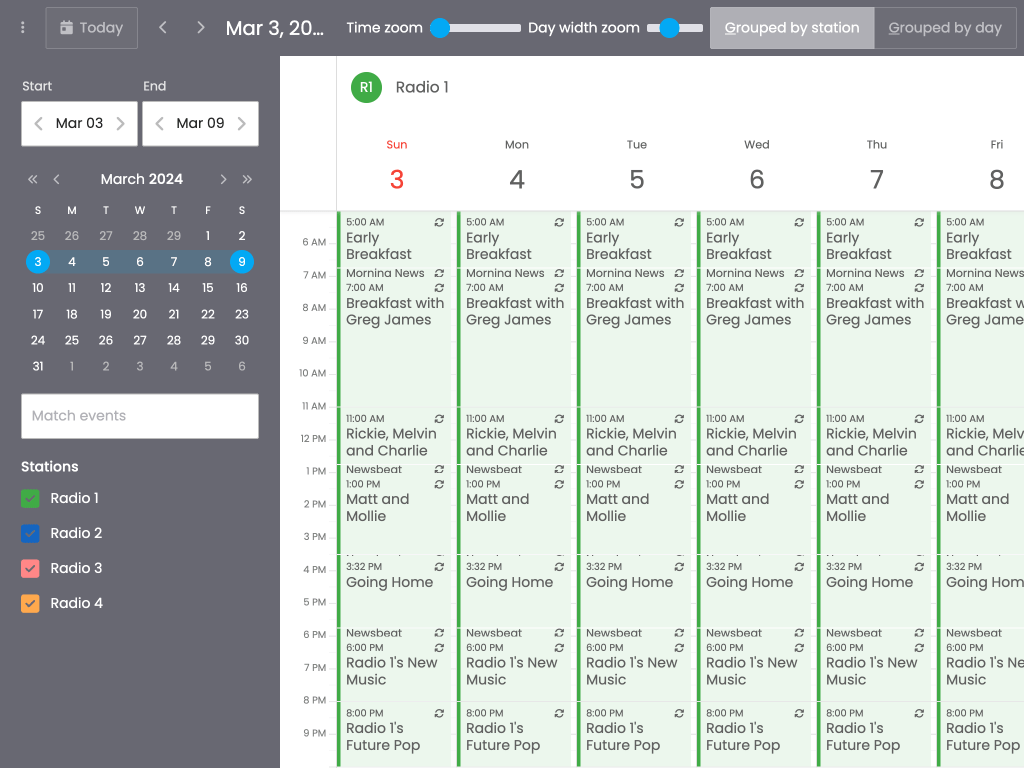 Today
Mar 3, 20...
Time zoom
Day width zoom
Grouped by station
Grouped by day
Start
End
Mar 03
Mar 09
March 2024
S M T W T F S
25 26 27 28 29 1 2
3 4 5 6 7 8 9
10 11 12 13 14 15 16
17 18 19 20 21 22 23
24 25 26 27 28 29 30
31 1 2 3 4 5 6
Match events
Stations
Radio 1
Radio 2
Radio 3
Radio 4
R1 Radio 1
Sun Mon Tue Wed Thu Fri
3 4 5 6 7 8
6 AM
7 AM
8 AM
9 AM
10 AM
11 AM
12 PM
1 PM
2 PM
3 PM
4 PM
5 PM
6 PM
7 PM
8 PM
9 PM
5:00 AM
Early
Breakfast
Morning News
7:00 AM
Breakfast with
Greg James
11:00 AM
Rickie, Melvin
and Charlie
Newsbeat
1:00 PM
Matt and
Mollie
3:32 PM
Going Home
Newsbeat
6:00 PM
Radio 1's New
Music
8:00 PM
Radio 1's
Future Pop
5:00 AM
Early
Breakfast
Morning News
7:00 AM
Breakfast with
Greg James
11:00 AM
Rickie, Melvin
and Charlie
Newsbeat
1:00 PM
Matt and
Mollie
3:32 PM
Going Home
Newsbeat
6:00 PM
Radio 1's New
Music
8:00 PM
Radio 1's
Future Pop
5:00 AM
Early
Breakfast
Morning News
7:00 AM
Breakfast with
Greg James
11:00 AM
Rickie, Melvin
and Charlie
Newsbeat
1:00 PM
Matt and
Mollie
3:32 PM
Going Home
Newsbeat
6:00 PM
Radio 1's New
Music
8:00 PM
Radio 1's
Future Pop
5:00 AM
Early
Breakfast
Morning News
7:00 AM
Breakfast with
Greg James
11:00 AM
Rickie, Melvin
and Charlie
Newsbeat
1:00 PM
Matt and
Mollie
3:32 PM
Going Home
Newsbeat
6:00 PM
Radio 1's New
Music
8:00 PM
Radio 1's
Future Pop
5:00 AM
Early
Breakfast
Morning News
7:00 AM
Breakfast with
Greg James
11:00 AM
Rickie, Melvin
and Charlie
Newsbeat
1:00 PM
Matt and
Mollie
3:32 PM
Going Home
Newsbeat
6:00 PM
Radio 1's New
Music
8:00 PM
Radio 1's
Future Pop
5:00 AM
Early
Breakfast
Morning News
7:00 AM
Breakfast w
Greg Jame
11:00 AM
Rickie, Melv
and Charlie
Newsbeat
1:00 PM
Matt and
Mollie
3:32 PM
Going Hom
Newsbeat
6:00 PM
Radio 1's Ne
Music
8:00 PM
Radio 1's
Future Pop